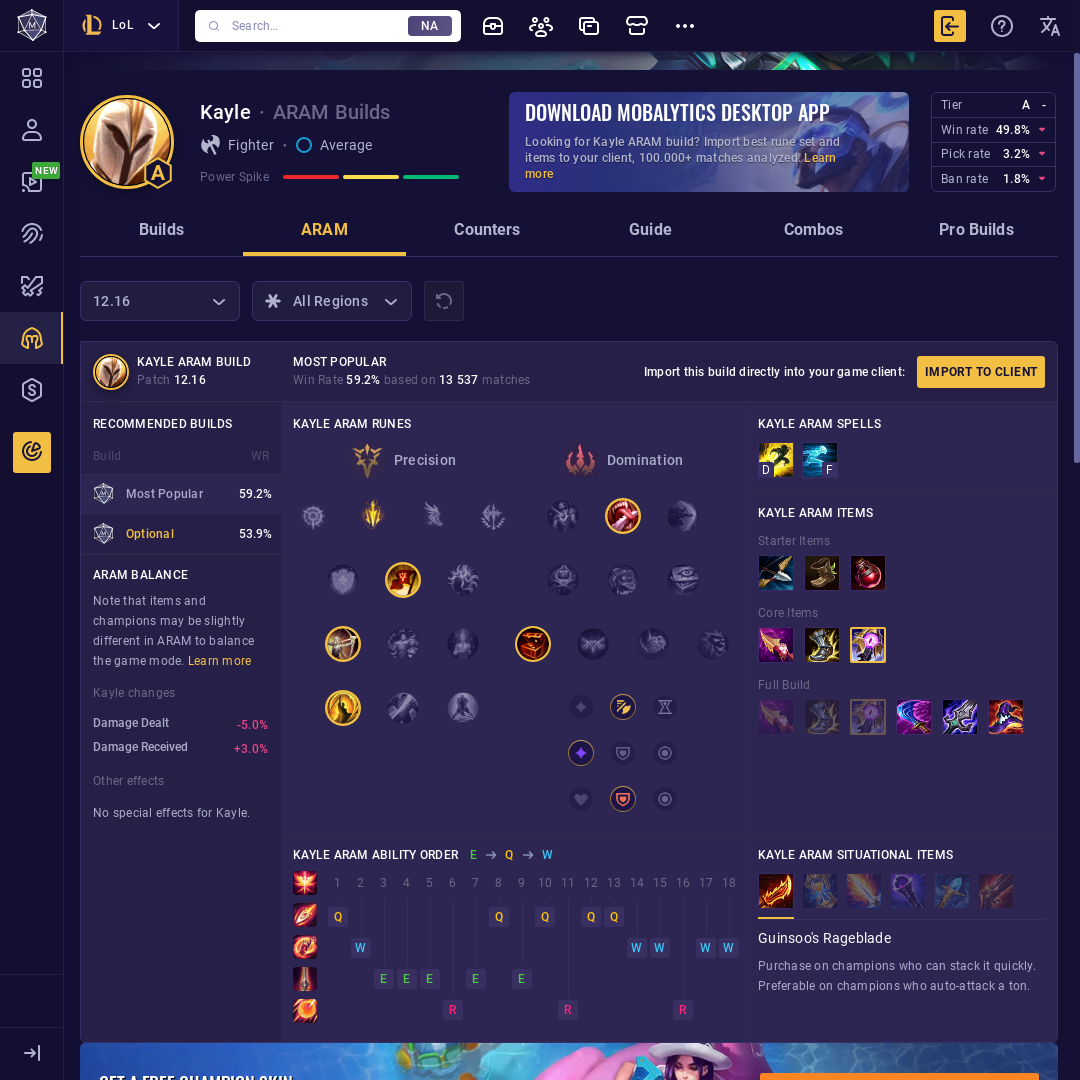 LoL
Search...
NA
NEW
Kayle · ARAM Builds
Fighter · Average
Power Spike
A
DOWNLOAD MOBALYTICS DESKTOP APP
Looking for Kayle ARAM build? Import best rune set and
items to your client, 100.000+ matches analyzed. Learn
more
Tier A -
Win rate 49.8%
Pick rate 3.2%
Ban rate 1.8%
Builds
ARAM
Counters
Guide
Combos
Pro Builds
12.16
All Regions
KAYLE ARAM BUILD
Patch 12.16
MOST POPULAR
Win Rate 59.2% based on 13 537 matches
Import this build directly into your game client:
IMPORT TO CLIENT
RECOMMENDED BUILDS
Build WR
Most Popular 59.2%
Optional 53.9%
ARAM BALANCE
Note that items and
champions may be slightly
different in ARAM to balance
the game mode. Learn more
Kayle changes
Damage Dealt -5.0%
Damage Received +3.0%
Other effects
No special effects for Kayle.
KAYLE ARAM RUNES
Precision
Domination
KAYLE ARAM SPELLS
D
F
KAYLE ARAM ITEMS
Starter Items
Core Items
Full Build
KAYLE ARAM ABILITY ORDER E Q W
1 2 3 4 5 6 7 8 9 10 11 12 13 14 15 16 17 18
Q Q Q Q Q
W W W W W
E E E E E
R R R
KAYLE ARAM SITUATIONAL ITEMS
Guinsoo's Rageblade
Purchase on champions who can stack it quickly.
Preferable on champions who auto-attack a ton.
GET A FREE CHAMPION SKIN